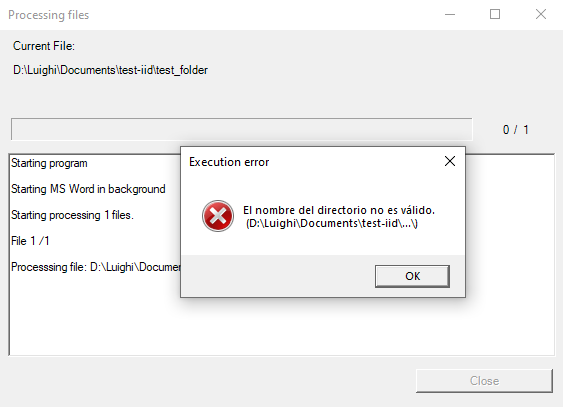 Processing files
Current File:
D:\Luighi\Documents\test-iid\test_folder
0 / 1
Starting program
Starting MS Word in background
Starting processing 1 files.
File 1 /1
Processsing file: D:\Luighi\Documen
Execution error
El nombre del directorio no es válido.
(D:\Luighi\Documents\test-iid\...\)
OK
Close